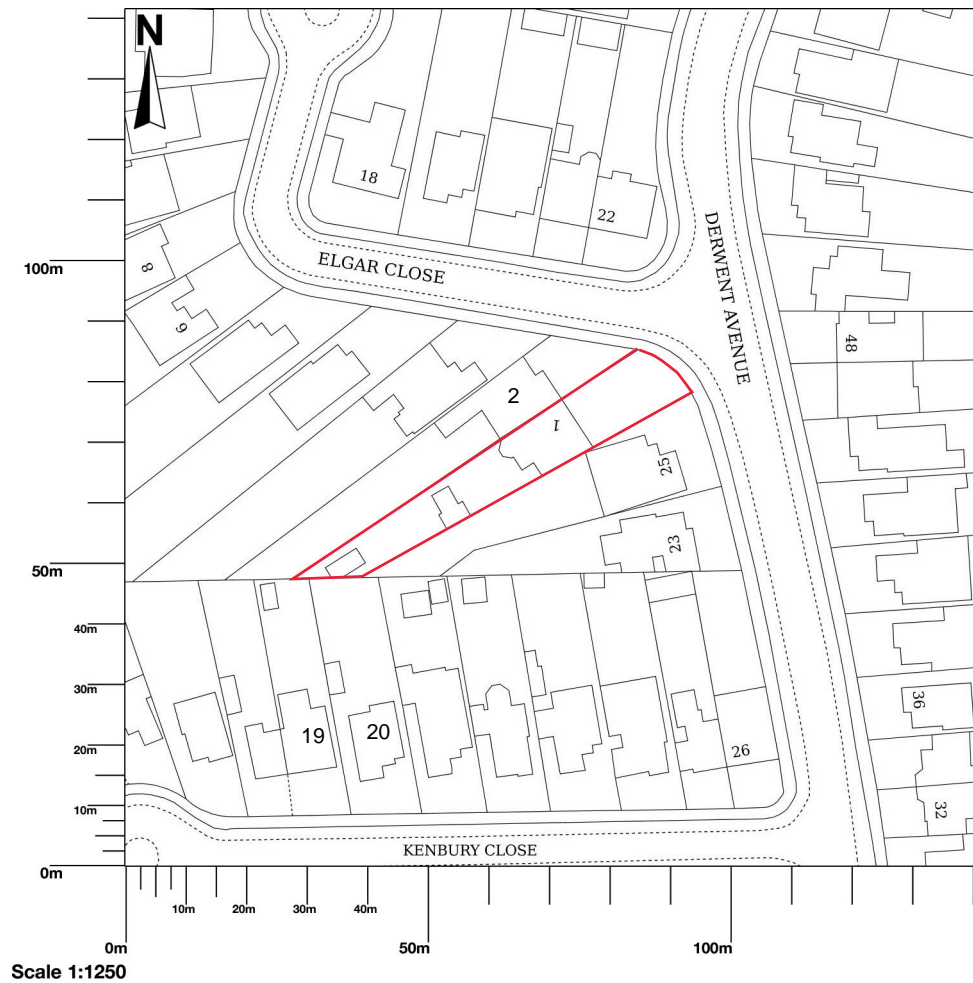 N
18
22
ELGAR CLOSE
DERWENT AVENUE
8
9
100m
48
2
1
25
23
50m
40m
30m
20m
10m
0m
19
20
26
36
32
KENBURY CLOSE
10m
20m
30m
40m
0m
50m
100m
Scale 1:1250